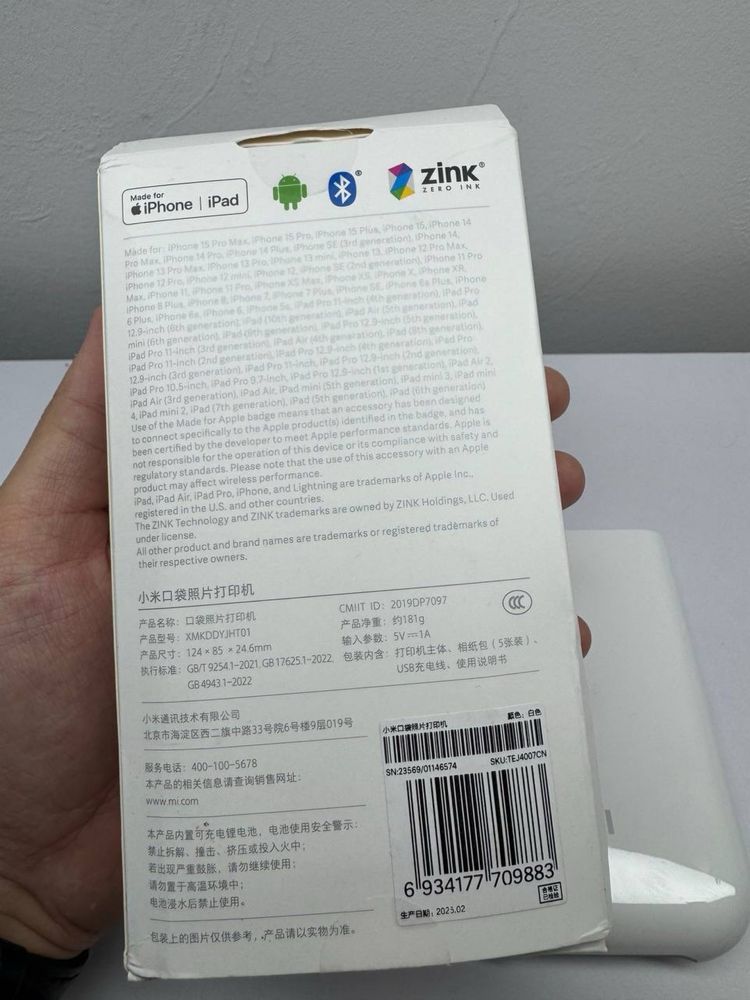 Made for
iPhone | iPad
ZINK®
ZERO INK
Made for: iPhone 15 Pro Max, iPhone 15 Pro, iPhone 15 Plus, iPhone 15, iPhone 14
Pro Max, iPhone 14 Pro, iPhone 14 Plus, iPhone SE (3rd generation), iPhone 14,
iPhone 13 Pro Max, iPhone 13 Pro, iPhone 13 mini, iPhone 13, iPhone 12 Pro Max,
iPhone 12 Pro, iPhone 12 mini, iPhone 12, iPhone SE (2nd generation), iPhone 11 Pro
Max, iPhone 11, iPhone 11 Pro, iPhone XS Max, iPhone XS, iPhone X, iPhone XR,
iPhone 8 Plus, iPhone 8, iPhone 7, iPhone 7 Plus, iPhone SE, iPhone 6s Plus, iPhone
6 Plus, iPhone 6s, iPhone 6, iPhone 5s, iPad Pro 11-inch (4th generation), iPad Pro
12.9-inch (6th generation), iPad (10th generation), iPad Air (5th generation), iPad
mini (6th generation), iPad (9th generation), iPad Pro 12.9-inch (5th generation),
iPad Pro 11-inch (3rd generation), iPad Air (4th generation), iPad (8th generation),
iPad Pro 11-inch (2nd generation), iPad Pro 12.9-inch (4th generation), iPad Pro
12.9-inch (3rd generation), iPad Pro 11-inch, iPad Pro 12.9-inch (2nd generation),
iPad Pro 10.5-inch, iPad Pro 9.7-inch, iPad Pro 12.9-inch (1st generation), iPad
Air (3rd generation), iPad Air, iPad mini (5th generation), iPad Air 2,
4, iPad mini 2, iPad (7th generation), iPad (5th generation), iPad mini 3, iPad mini
iPad (6th generation)
Use of the Made for Apple badge means that an accessory has been designed
to connect specifically to the Apple product(s) identified in the badge, and has
been certified by the developer to meet Apple performance standards. Apple is
not responsible for the operation of this device or its compliance with safety and
regulatory standards. Please note that the use of this accessory with an Apple
product may affect wireless performance.
iPad, iPad Air, iPad Pro, iPhone, and Lightning are trademarks of Apple Inc.,
registered in the U.S. and other countries.
The ZINK Technology and ZINK trademarks are owned by ZINK Holdings, LLC. Used
under license.
All other product and brand names are trademarks or registered trademarks of
their respective owners.
小米口袋照片打印机
产品名称：口袋照片打印机
产品型号：XMKDDYJHT01
产品尺寸：124 × 85 × 24.6mm
执行标准：GB/T 9254.1-2021, GB 17625.1-2022,
GB 4943.1-2022
CMIIT ID：2019DP7097
产品净重：约181g
输入参数：5V⎓1A
包装内含：打印机主体、相纸包（5张装）、
USB充电线、使用说明书
CCC
小米通讯技术有限公司
北京市海淀区西二旗中路33号院6号楼9层019号
服务电话：400-100-5678
本产品的相关信息请查询销售网址：
www.mi.com
本产品内置可充电锂电池，电池使用安全警示：
禁止拆解、撞击、挤压或投入火中；
若出现严重鼓胀，请勿继续使用；
请勿置于高温环境中；
电池浸水后禁止使用。
包装上的图片仅供参考，产品请以实物为准。
小米口袋照片打印机
颜色：白色
SN:23569/01146574
SKU:TEJ4007CN
6 934177 709883
生产日期：2025.02
合格证
已检验